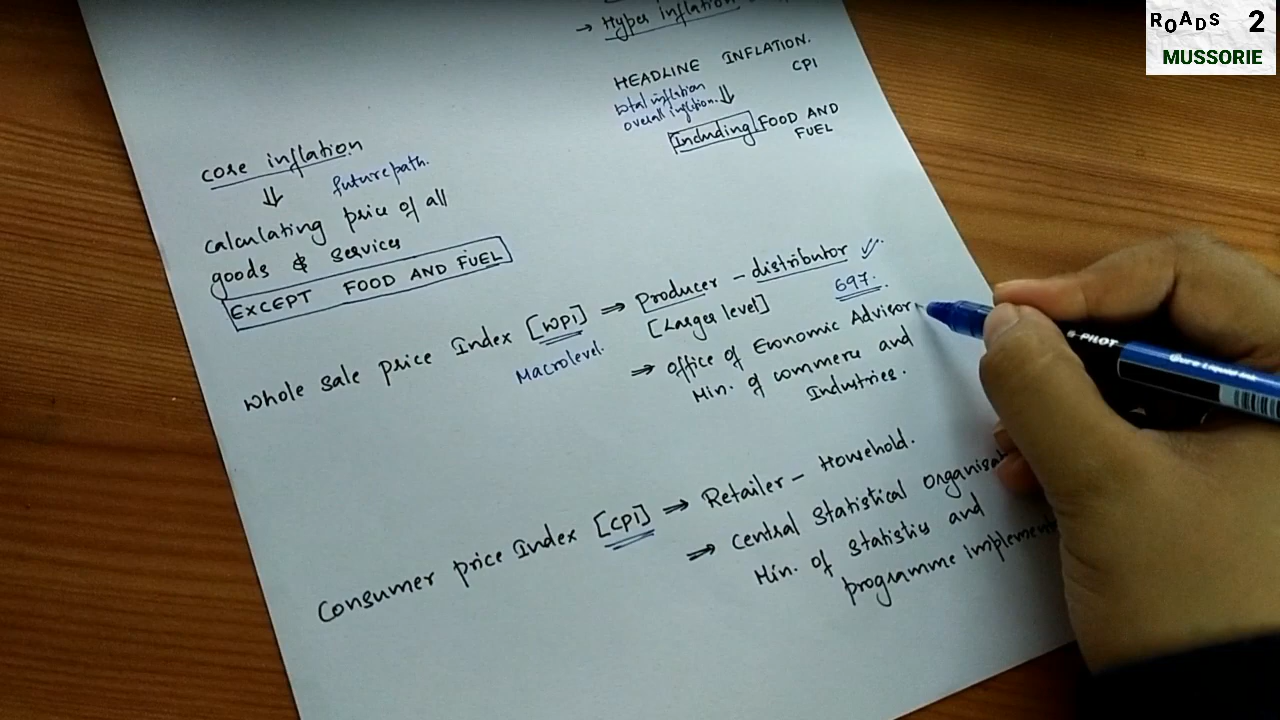 ROADS 2
MUSSORIE
→ Hyper inflation
HEADLINE INFLATION.
CPI
total inflation
overall inflation.
⇓
Including FOOD AND
FUEL
core inflation
⇓ future path.
calculating price of all
goods & services
EXCEPT FOOD AND FUEL
Whole sale price Index [WPI] ⇒ Producer – distributor ✓
Macrolevel. [Larger level] 697.
⇒ Office of Economic Advisor
Min. of commerce and
Industries.
Consumer price Index [CPI] ⇒ Retailer – Household.
⇒ Central Statistical
Min. of Statistics and
programme